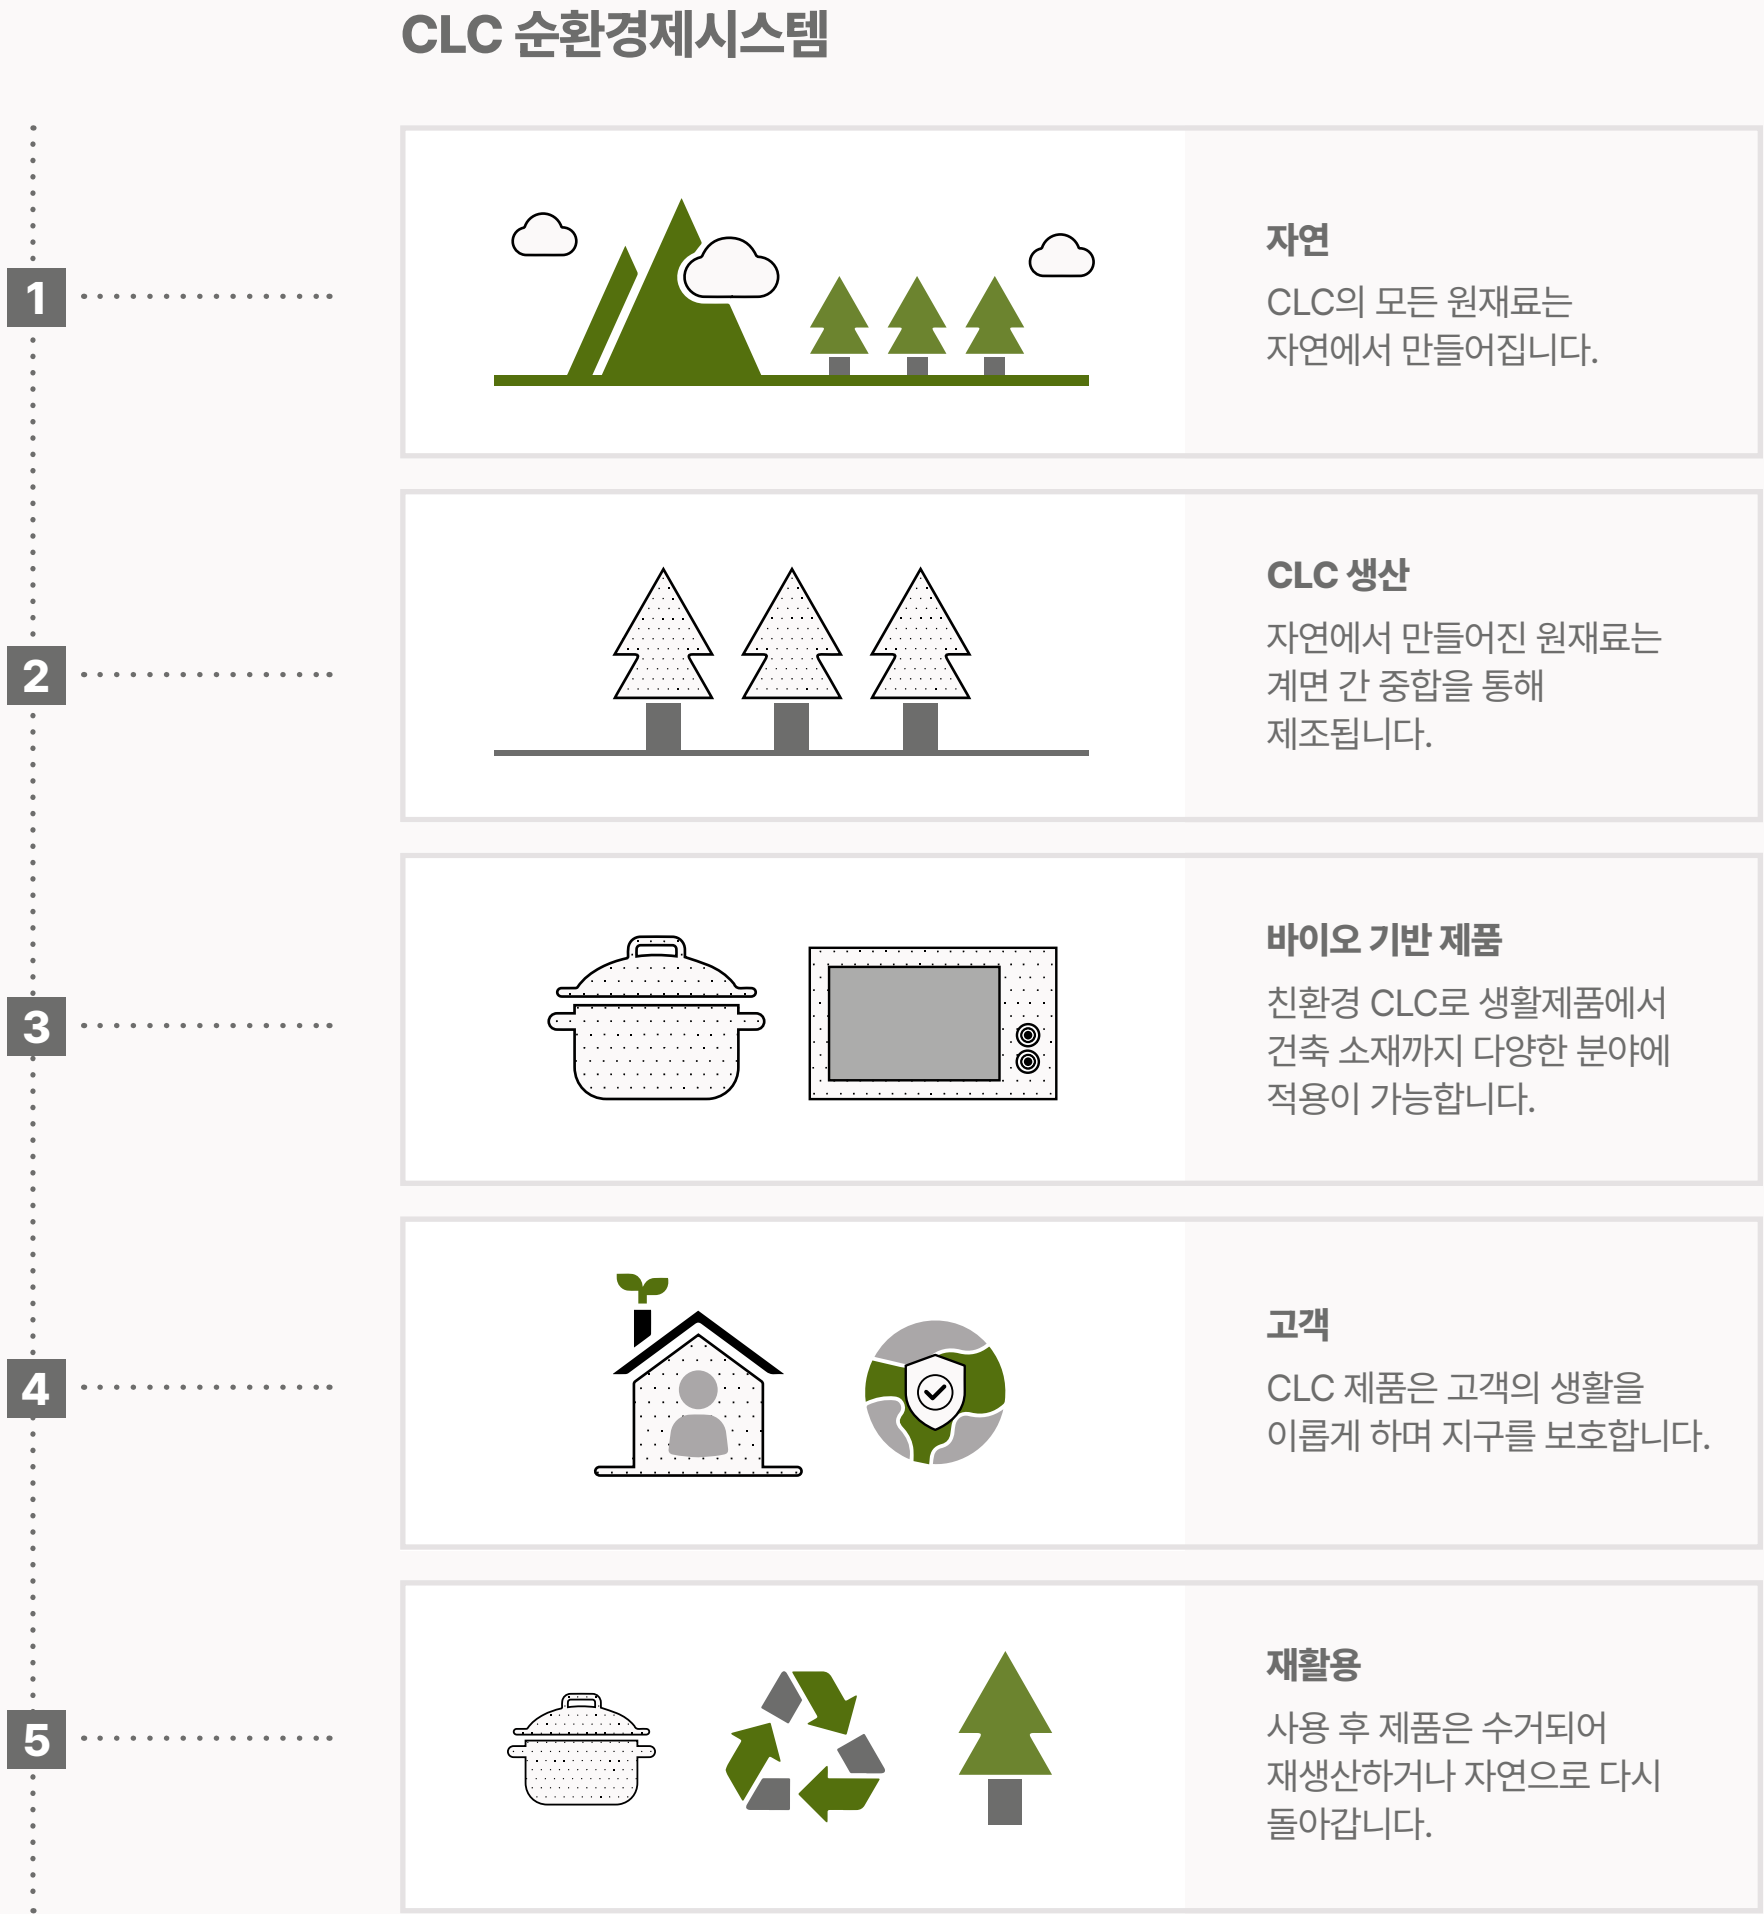 CLC 순환경제시스템
1
자연
CLC의 모든 원재료는
자연에서 만들어집니다.
2
CLC 생산
자연에서 만들어진 원재료는
계면 간 중합을 통해
제조됩니다.
3
바이오 기반 제품
친환경 CLC로 생활제품에서
건축 소재까지 다양한 분야에
적용이 가능합니다.
4
고객
CLC 제품은 고객의 생활을
이롭게 하며 지구를 보호합니다.
5
재활용
사용 후 제품은 수거되어
재생산하거나 자연으로 다시
돌아갑니다.